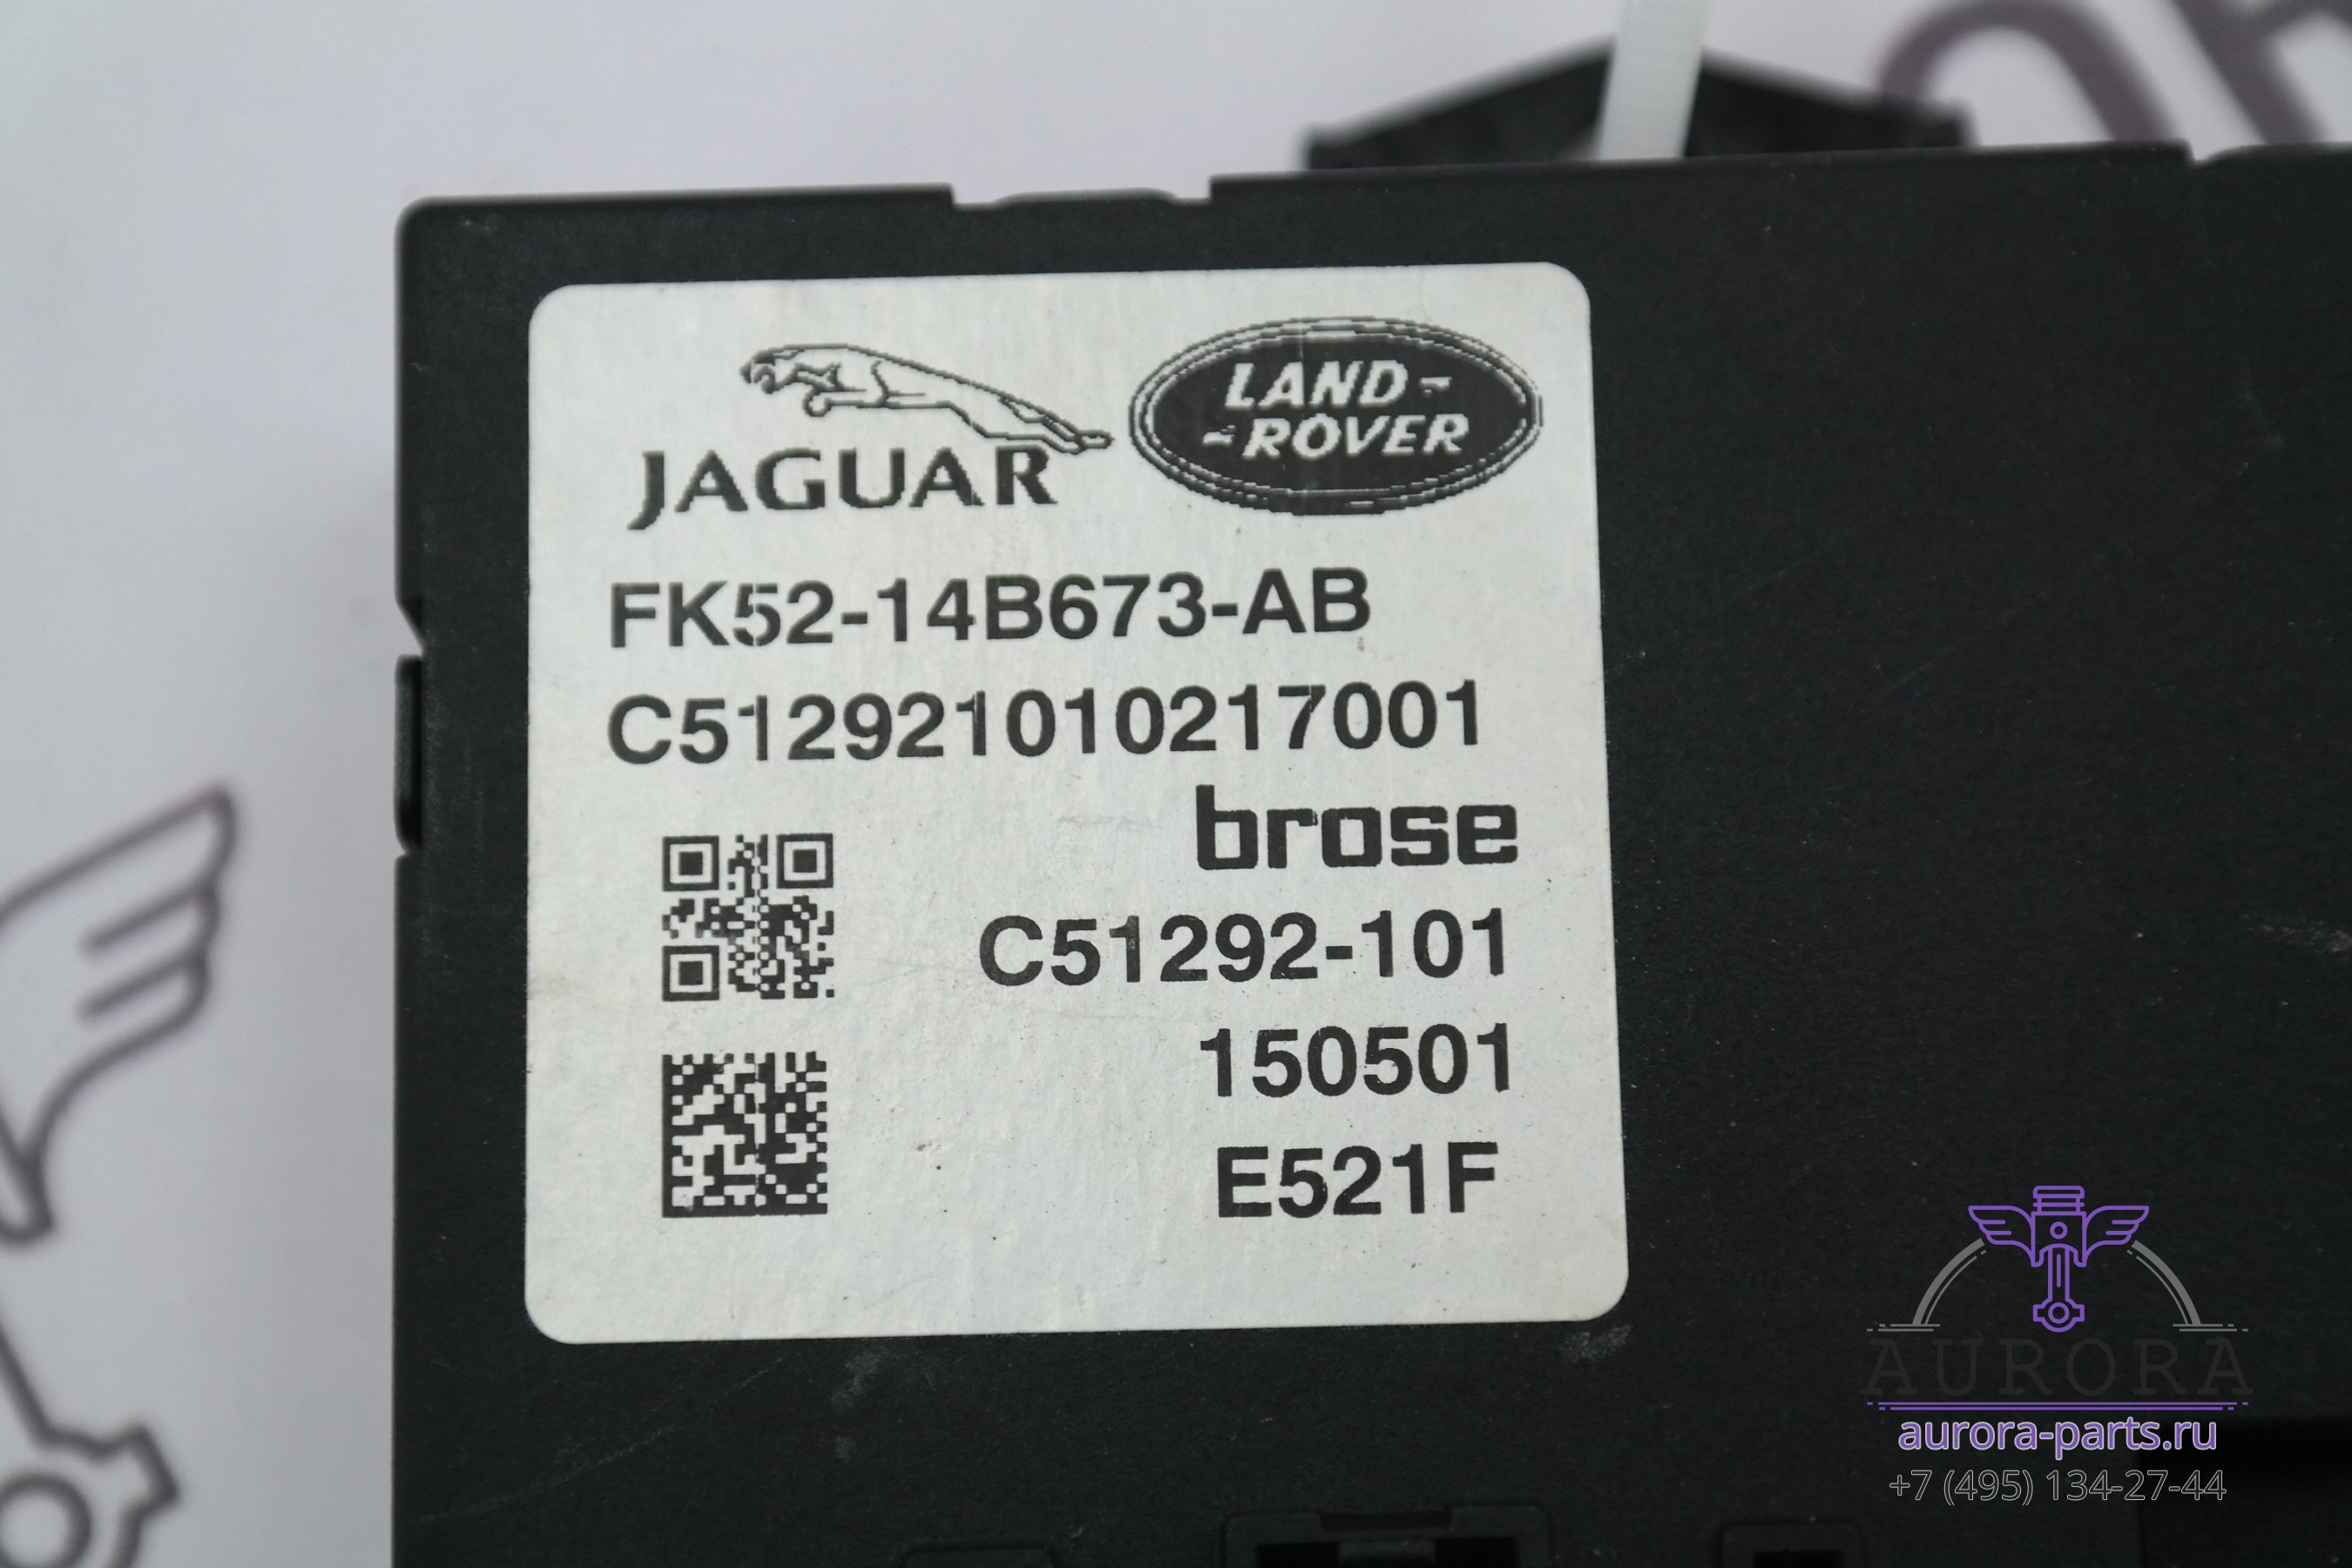 JAGUAR
LAND-
-ROVER
FK52-14B673-AB
C512921010217001
brose
C51292-101
150501
E521F
AURORA
aurora-parts.ru
+7 (495) 134-27-44